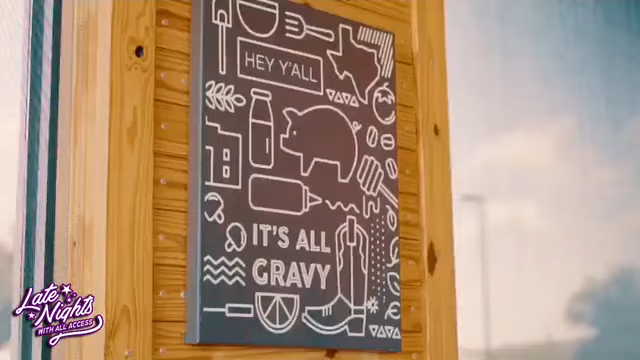 HEY Y'ALL
IT'S ALL
GRAVY
Late
Nights
WITH ALL ACCESS